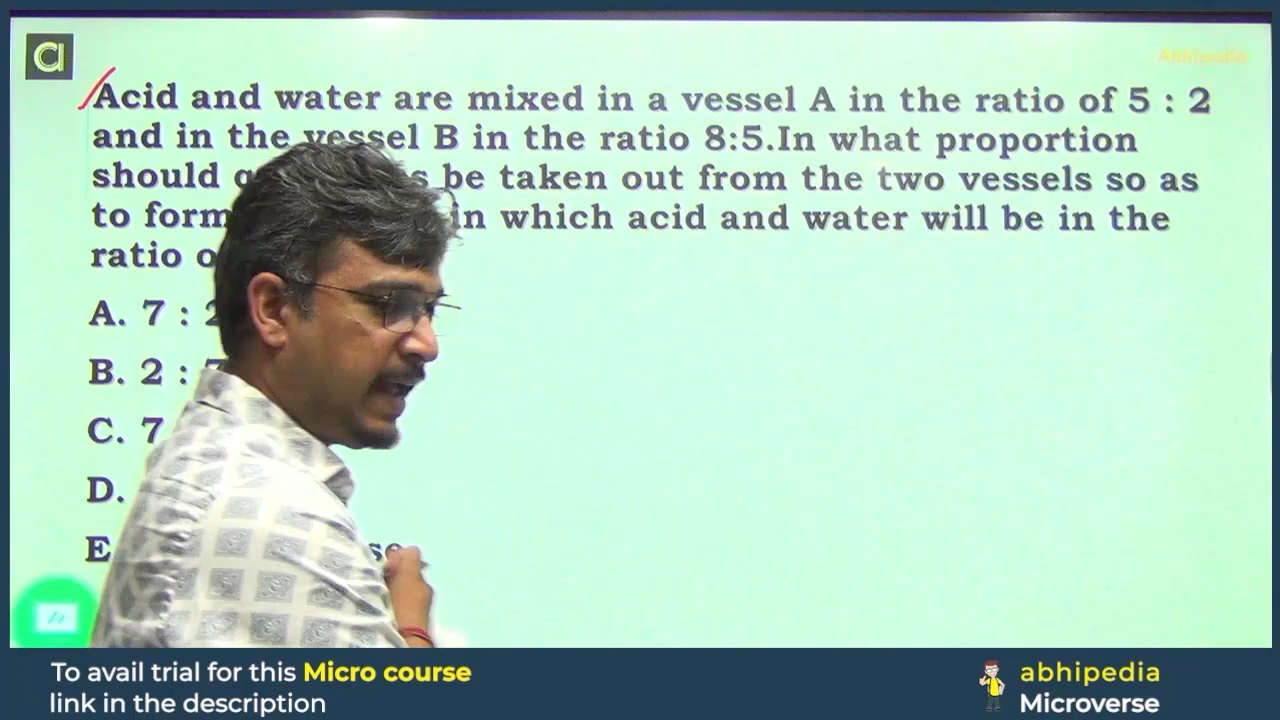 Abhipedia
Acid and water are mixed in a vessel A in the ratio of 5 : 2
and in the vessel B in the ratio 8:5.In what proportion
should be taken out from the two vessels so as
to form in which acid and water will be in the
ratio
A. 7 :
B. 2 :
C. 7
D.
E
To avail trial for this Micro course
link in the description
abhipedia
Microverse